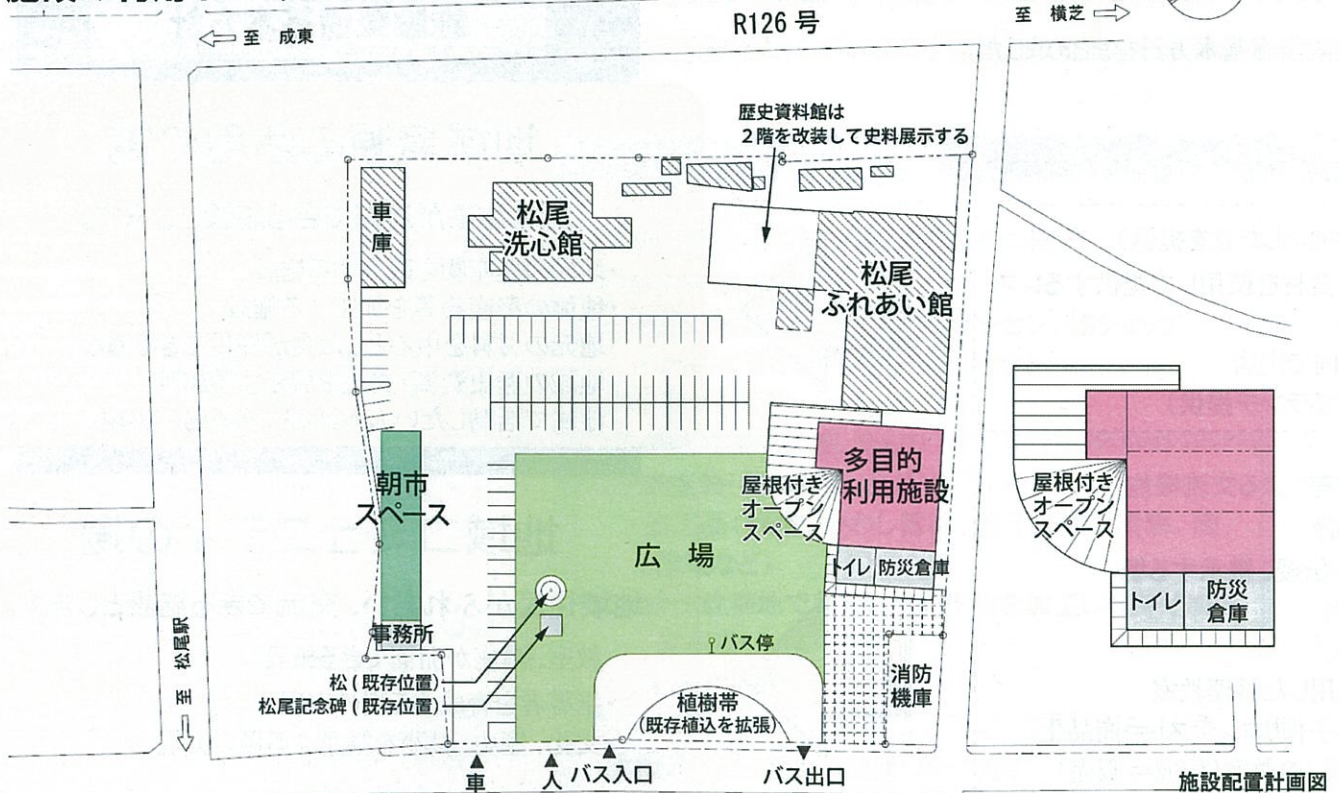 至 成東
R126 号
至 横芝
歴史資料館は
２階を改装して史料展示する
車庫
松尾
洗心館
松尾
ふれあい館
朝市
スペース
広 場
屋根付き
オープン
スペース
多目的
利用施設
トイレ
防災倉庫
屋根付き
オープン
スペース
トイレ
防災
倉庫
事務所
バス停
至 松尾駅
松 ( 既存位置 )
松尾記念碑 ( 既存位置 )
植樹帯
(既存植込を拡張)
消防
機庫
車
人
バス入口
バス出口
施設配置計画図